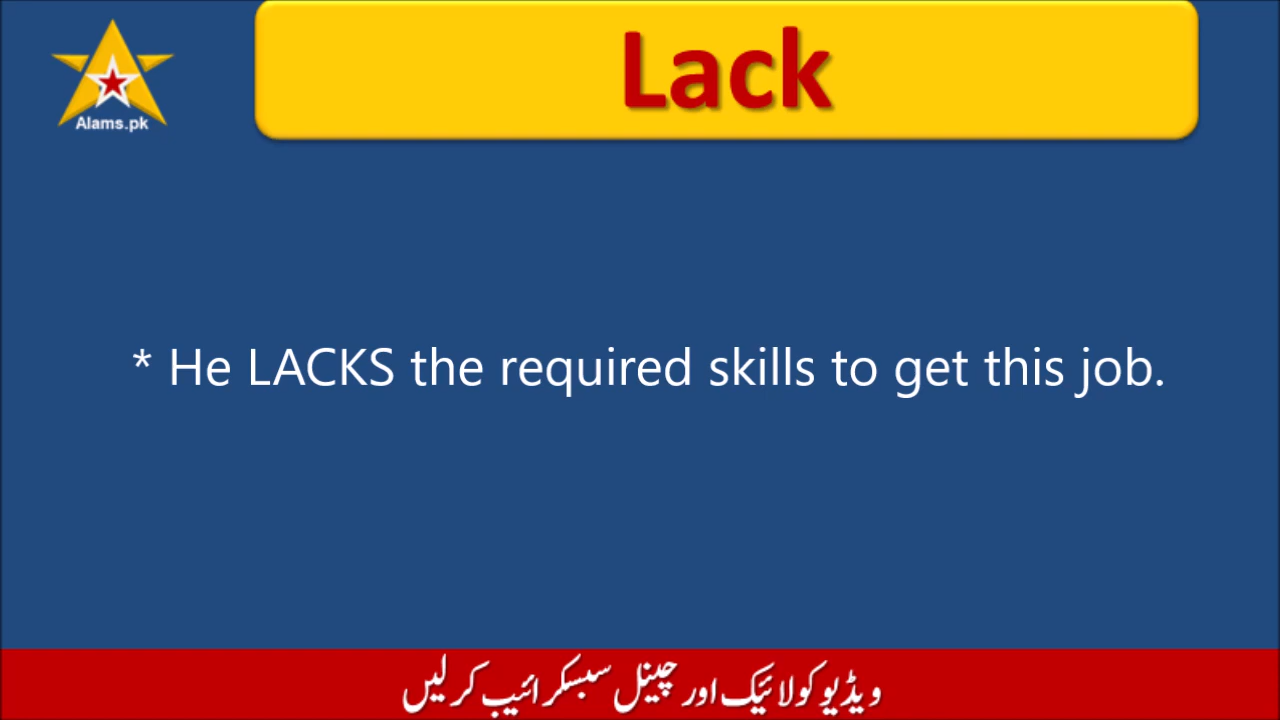 Alams.pk
Lack
* He LACKS the required skills to get this job.
ویڈیو کو لائیک اور چینل سبسکرائیب کر لیں